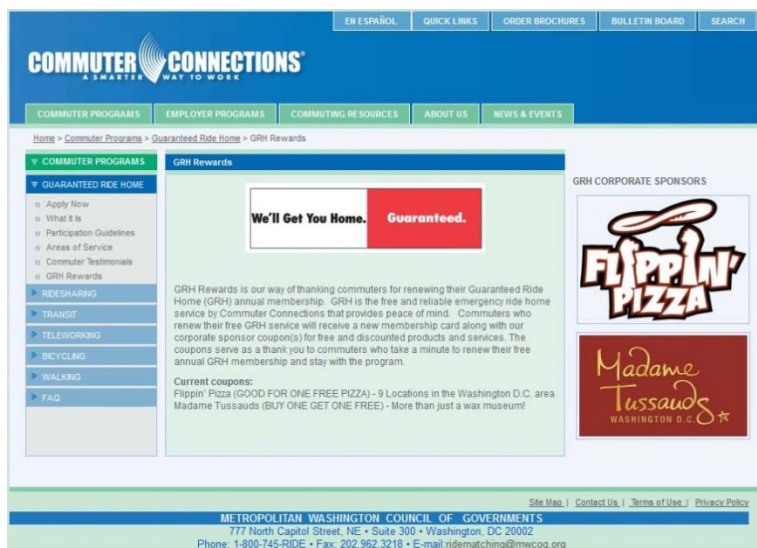 EN ESPAÑOL QUICK LINKS ORDER BROCHURES BULLETIN BOARD SEARCH
COMMUTER CONNECTIONS®
A SMARTER WAY TO WORK
COMMUTER PROGRAMS EMPLOYER PROGRAMS COMMUTING RESOURCES ABOUT US NEWS & EVENTS
Home > Commuter Programs > Guaranteed Ride Home > GRH Rewards
COMMUTER PROGRAMS
GUARANTEED RIDE HOME
Apply Now
What It Is
Participation Guidelines
Areas of Service
Commuter Testimonials
GRH Rewards
RIDESHARING
TRANSIT
TELEWORKING
BICYCLING
WALKING
FAQ
GRH Rewards
We'll Get You Home. Guaranteed.
GRH Rewards is our way of thanking commuters for renewing their Guaranteed Ride
Home (GRH) annual membership. GRH is the free and reliable emergency ride home
service by Commuter Connections that provides peace of mind. Commuters who
renew their free GRH service will receive a new membership card along with our
corporate sponsor coupon(s) for free and discounted products and services. The
coupons serve as a thank you to commuters who take a minute to renew their free
annual GRH membership and stay with the program.
Current coupons:
Flippin' Pizza (GOOD FOR ONE FREE PIZZA) - 9 Locations in the Washington D.C. area
Madame Tussauds (BUY ONE GET ONE FREE) - More than just a wax museum!
GRH CORPORATE SPONSORS
FLIPPIN'
PIZZA
Madame
Tussauds
WASHINGTON D.C.
Site Map | Contact Us | Terms of Use | Privacy Policy
METROPOLITAN WASHINGTON COUNCIL OF GOVERNMENTS
777 North Capitol Street, NE • Suite 300 • Washington, DC 20002
Phone: 1-800-745-RIDE • Fax: 202.962.3218 • E-mail:ridematching@mwcog.org